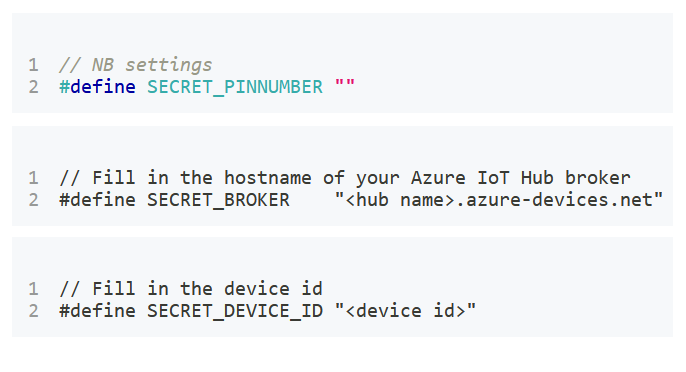 1 // NB settings
2 #define SECRET_PINNUMBER ""
1 // Fill in the hostname of your Azure IoT Hub broker
2 #define SECRET_BROKER    "<hub name>.azure-devices.net"
1 // Fill in the device id
2 #define SECRET_DEVICE_ID "<device id>"